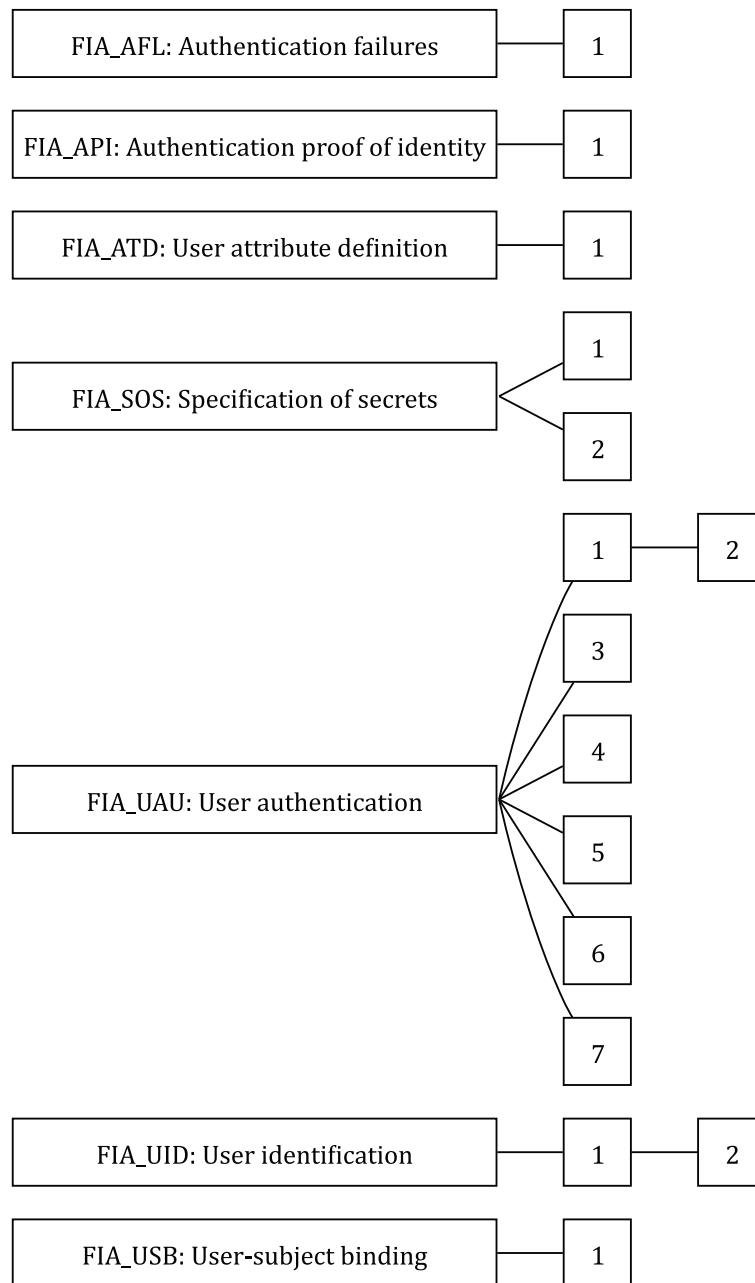 FIA_AFL: Authentication failures
1
FIA_API: Authentication proof of identity
1
FIA_ATD: User attribute definition
1
FIA_SOS: Specification of secrets
1
2
FIA_UAU: User authentication
1
2
3
4
5
6
7
FIA_UID: User identification
1
2
FIA_USB: User-subject binding
1